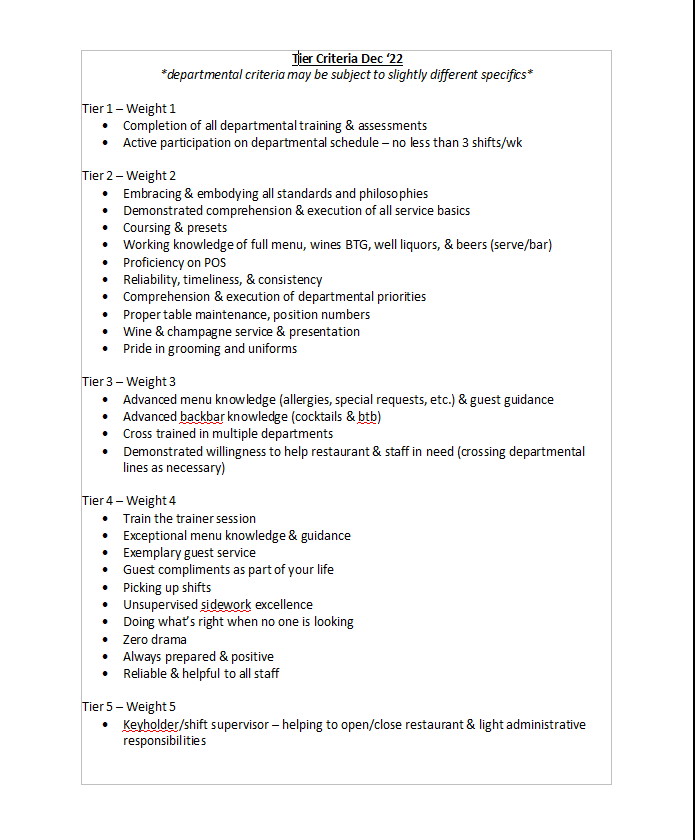 Tier Criteria Dec ‘22
*departmental criteria may be subject to slightly different specifics*
Tier 1 – Weight 1
• Completion of all departmental training & assessments
• Active participation on departmental schedule – no less than 3 shifts/wk
Tier 2 – Weight 2
• Embracing & embodying all standards and philosophies
• Demonstrated comprehension & execution of all service basics
• Coursing & presets
• Working knowledge of full menu, wines BTG, well liquors, & beers (serve/bar)
• Proficiency on POS
• Reliability, timeliness, & consistency
• Comprehension & execution of departmental priorities
• Proper table maintenance, position numbers
• Wine & champagne service & presentation
• Pride in grooming and uniforms
Tier 3 – Weight 3
• Advanced menu knowledge (allergies, special requests, etc.) & guest guidance
• Advanced backbar knowledge (cocktails & btb)
• Cross trained in multiple departments
• Demonstrated willingness to help restaurant & staff in need (crossing departmental
lines as necessary)
Tier 4 – Weight 4
• Train the trainer session
• Exceptional menu knowledge & guidance
• Exemplary guest service
• Guest compliments as part of your life
• Picking up shifts
• Unsupervised sidework excellence
• Doing what’s right when no one is looking
• Zero drama
• Always prepared & positive
• Reliable & helpful to all staff
Tier 5 – Weight 5
• Keyholder/shift supervisor – helping to open/close restaurant & light administrative
responsibilities